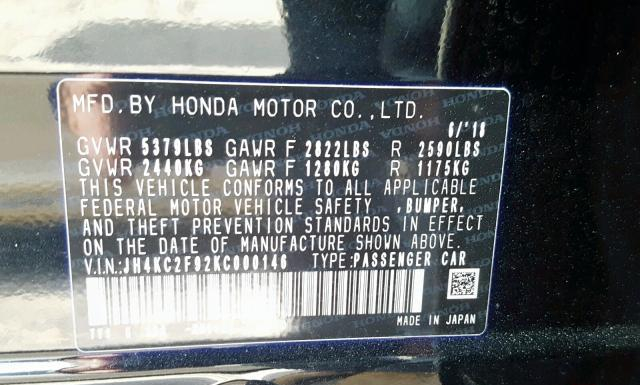 MFD. BY HONDA MOTOR CO., LTD.
6/'18
GVWR 5379LBS GAWR F 2822LBS R 2590LBS
GVWR 2440KG GAWR F 1280KG R 1175KG
THIS VEHICLE CONFORMS TO ALL APPLICABLE
FEDERAL MOTOR VEHICLE SAFETY ,BUMPER,
AND THEFT PREVENTION STANDARDS IN EFFECT
ON THE DATE OF MANUFACTURE SHOWN ABOVE.
V.I.N.:JH4KC2F92KC000146 TYPE:PASSENGER CAR
MADE IN JAPAN